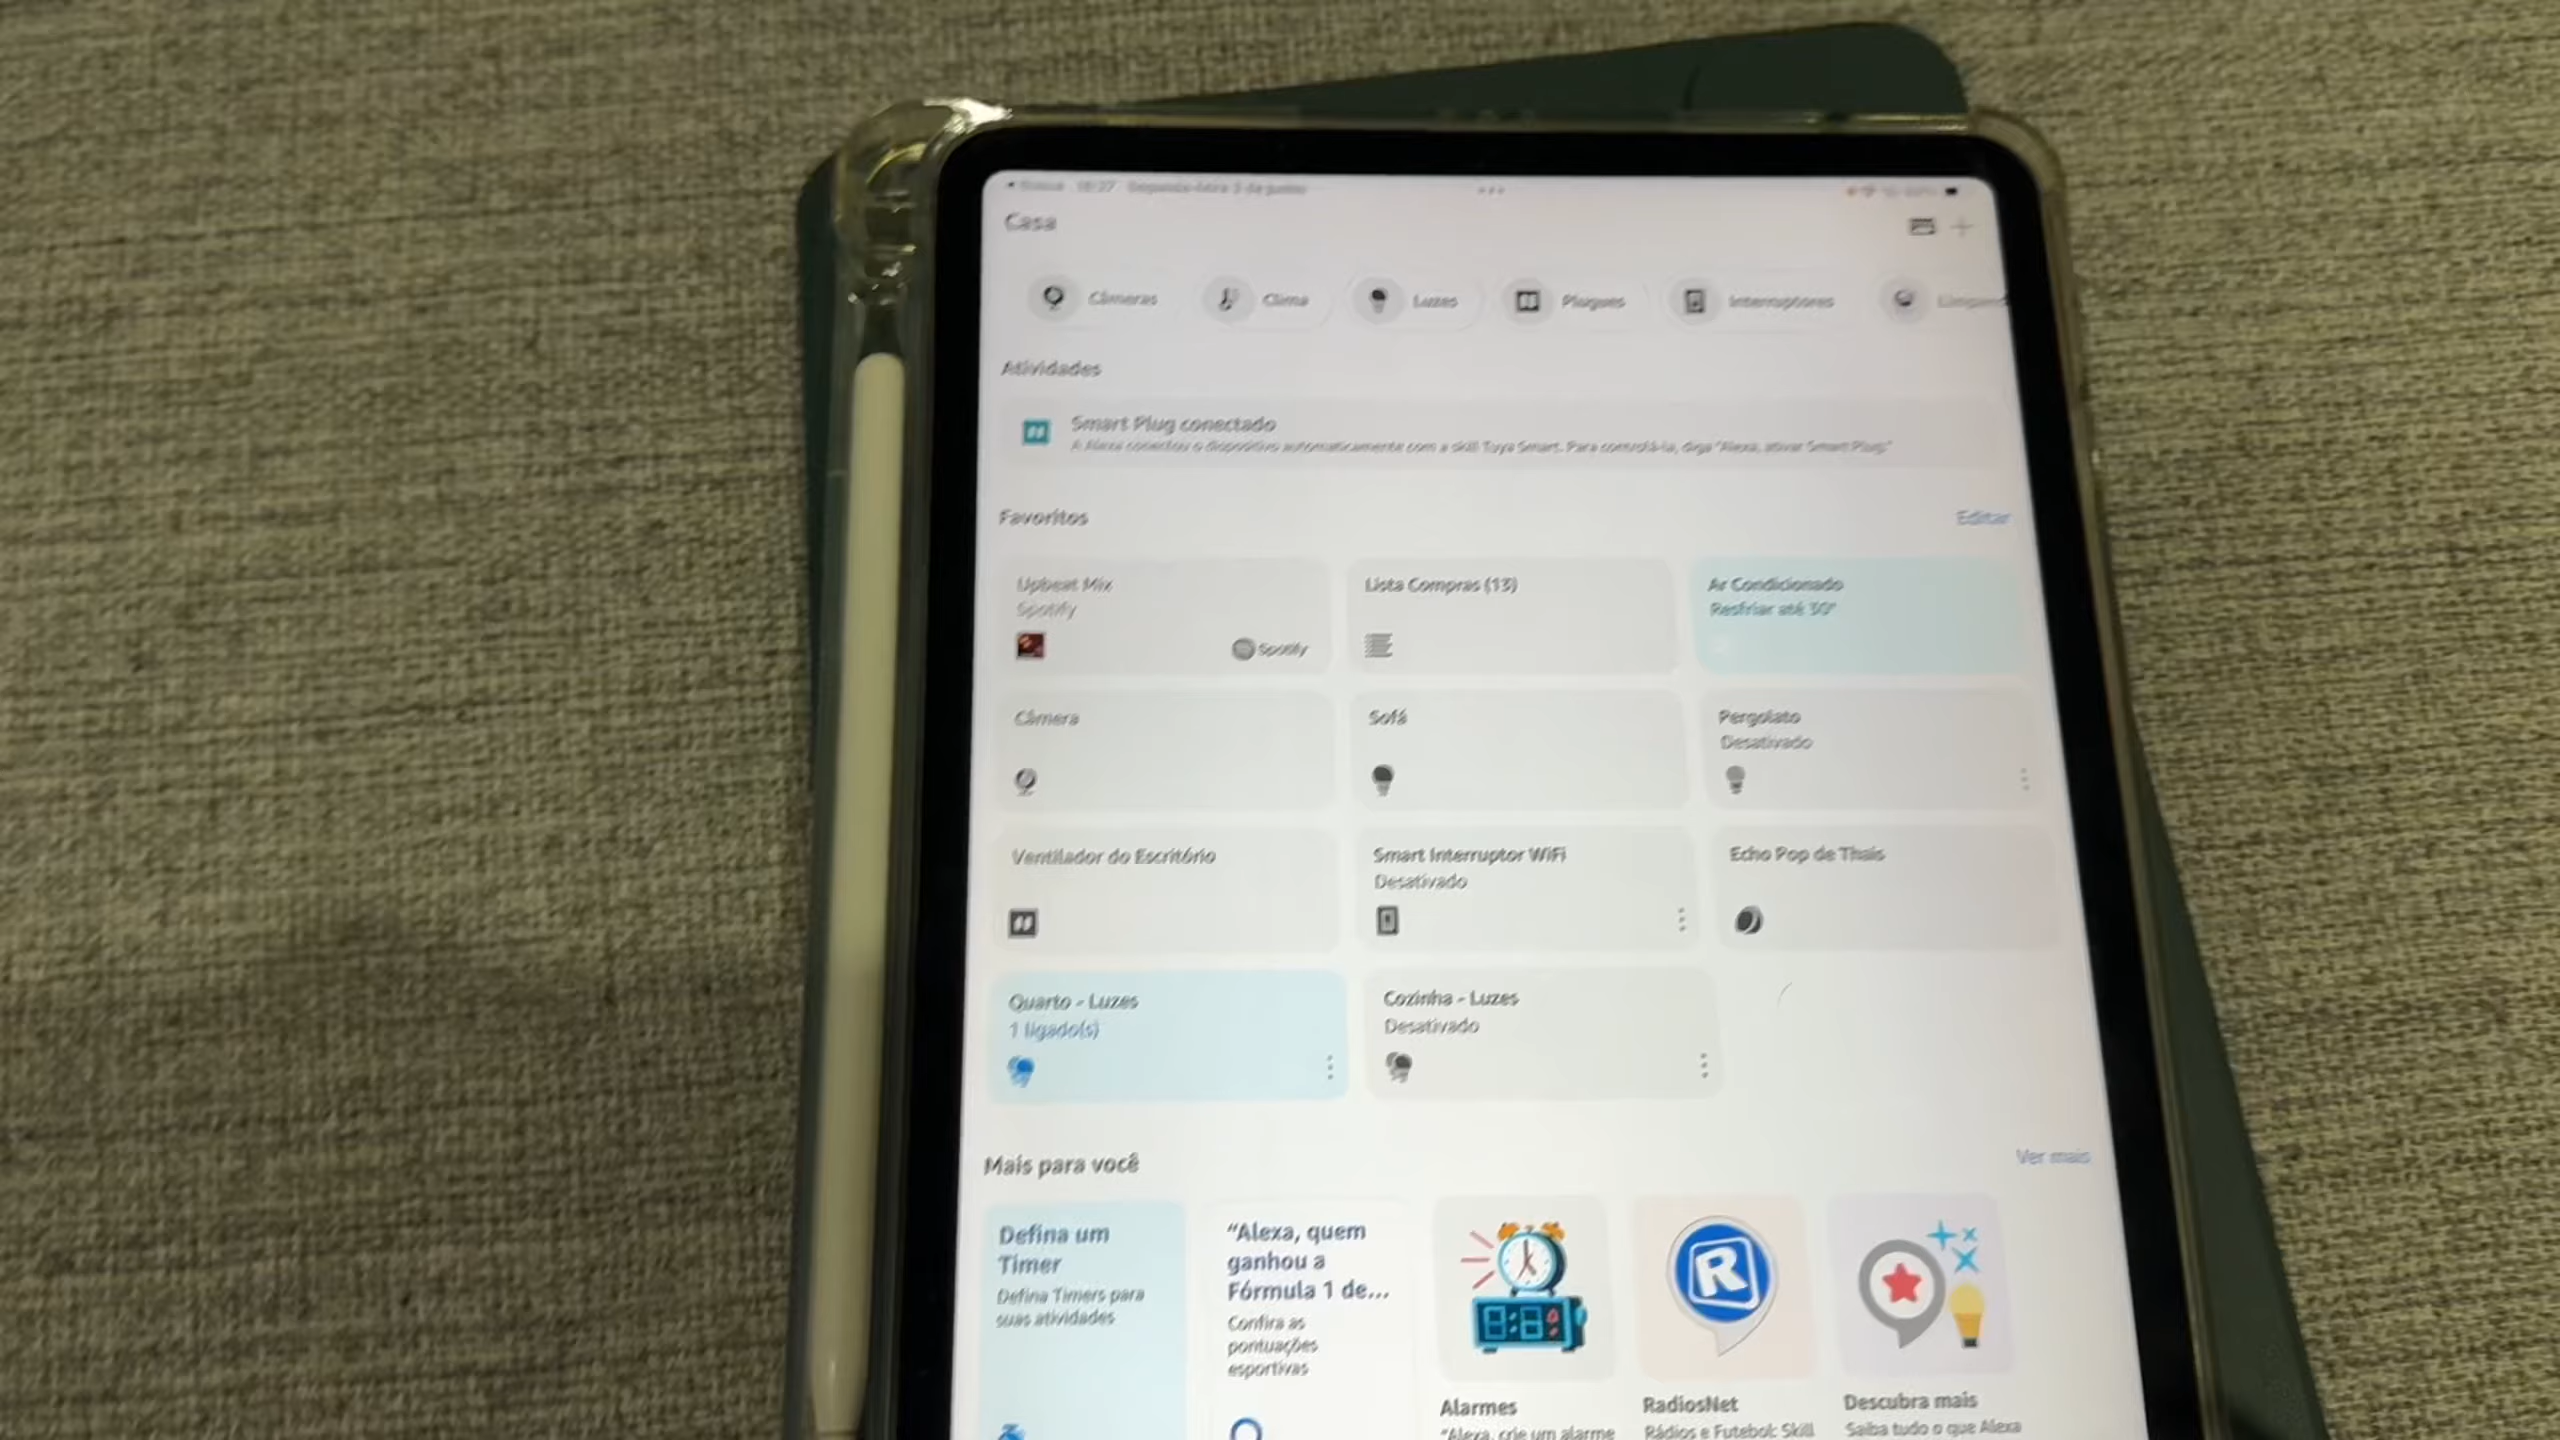 Casa
Câmeras
Clima
Luzes
Plugues
Interruptores
Atividades
Smart Plug conectado
A Alexa conectou o dispositivo automaticamente com a skill Tuya Smart. Para controlá-lo, diga "Alexa, ativar Smart Plug"
Favoritos
Editar
Upbeat Mix
Spotify
Spotify
Lista Compras (13)
Ar Condicionado
Resfriar até 30°
Câmera
Sofá
Pergolato
Desativado
Ventilador do Escritório
Smart Interruptor WiFi
Desativado
Echo Pop de Thais
Quarto - Luzes
1 ligado(s)
Cozinha - Luzes
Desativado
Mais para você
Ver mais
Defina um
Timer
Defina Timers para
suas atividades
"Alexa, quem
ganhou a
Fórmula 1 de...
Confira as
pontuações
esportivas
Alarmes
"Alexa, crie um alarme
R
RadiosNet
Rádios e Futebol: Skill
Descubra mais
Saiba tudo o que Alexa